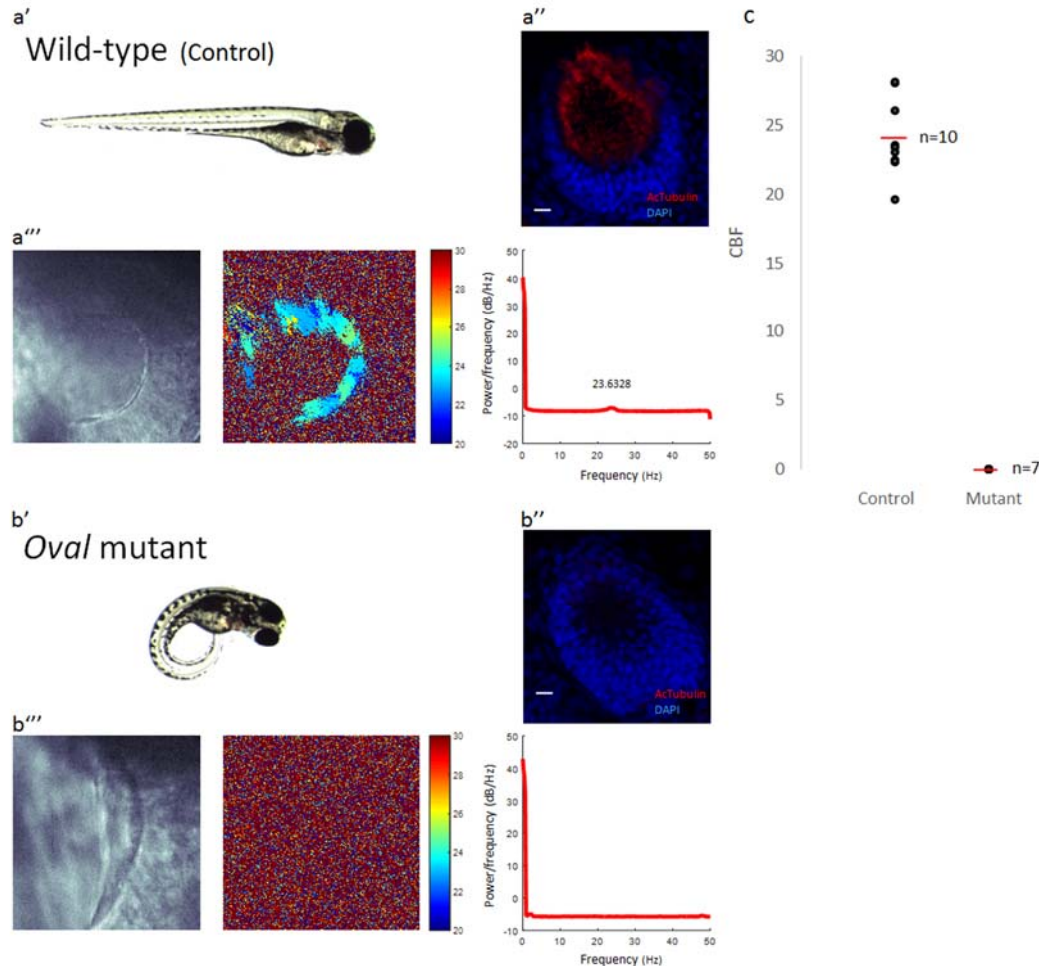 a'
Wild-type (Control)
a''
AcTubulin
DAPI
a'''
30
28
26
24
22
20
Power/frequency (dB/Hz)
50
40
30
20
10
0
-10
-20
23.6328
0 10 20 30 40 50
Frequency (Hz)
c
CBF
30
25
20
15
10
5
0
n=10
n=7
Control Mutant
b'
Oval mutant
b''
AcTubulin
DAPI
b'''
30
28
26
24
22
20
Power/frequency (dB/Hz)
50
40
30
20
10
0
-10
0 10 20 30 40 50
Frequency (Hz)